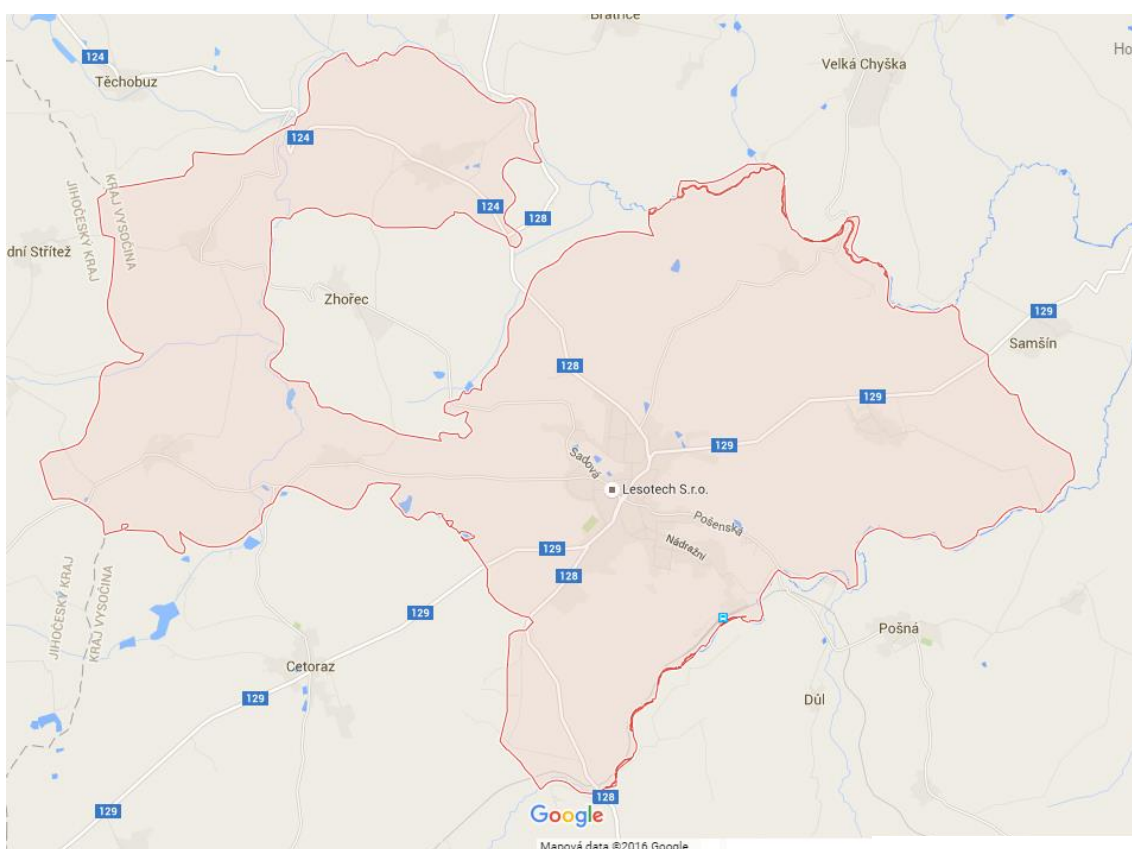 Bratřice
Ho
124
Velká Chyška
Těchobuz
124
KRAJ VYSOČINA
JIHOČESKÝ KRAJ
124
128
dní Střítež
Zhořec
129
Samšín
128
129
129
Sadová
Lesotech S.r.o.
Pošenská
Nádražní
129
128
JIHOČESKÝ KRAJ
KRAJ VYSOČINA
129
Pošná
Cetoraz
129
Důl
128
129
Google
Mapová data ©2016 Google